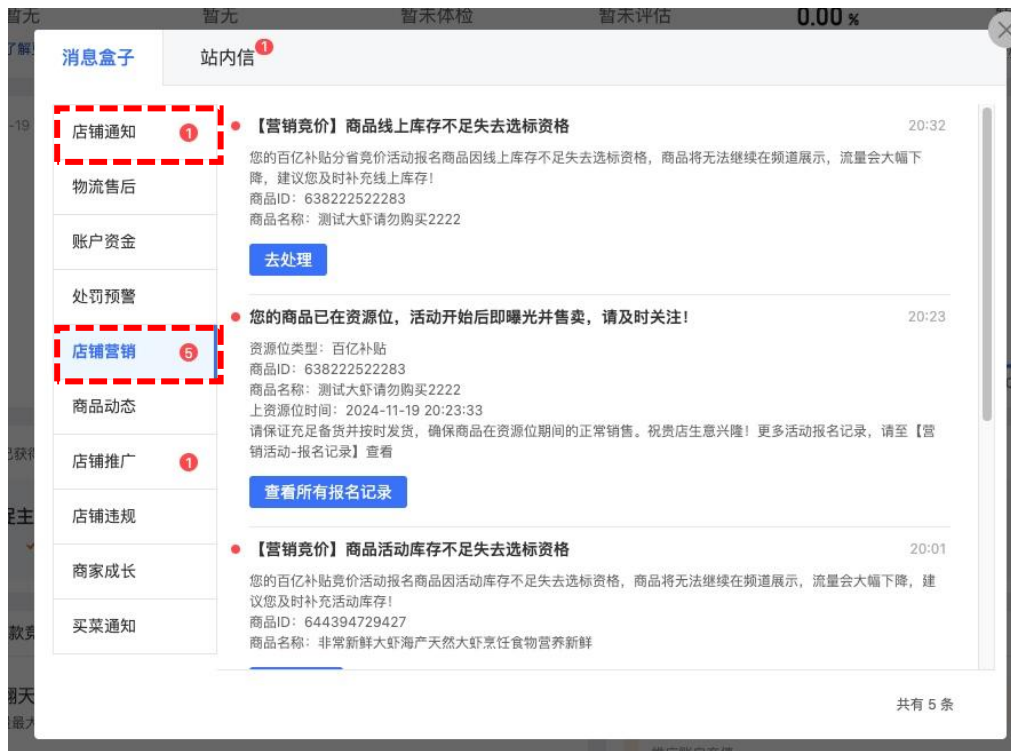 暂无
暂无
暂未体检
暂未评估
0.00 %
消息盒子
站内信
1
-19
店铺通知
1
物流售后
账户资金
处罚预警
店铺营销
5
商品动态
店铺推广
1
店铺违规
商家成长
买菜通知
【营销竞价】商品线上库存不足失去选标资格
20:32
您的百亿补贴分省竞价活动报名商品因线上库存不足失去选标资格，商品将无法继续在频道展示，流量会大幅下
降，建议您及时补充线上库存！
商品ID：638222522283
商品名称：测试大虾请勿购买2222
去处理
您的商品已在资源位，活动开始后即曝光并售卖，请及时关注！
20:23
资源位类型：百亿补贴
商品ID：638222522283
商品名称：测试大虾请勿购买2222
上资源位时间：2024-11-19 20:23:33
请保证充足备货并按时发货，确保商品在资源位期间的正常销售。祝贵店生意兴隆！更多活动报名记录，请至【营
销活动-报名记录】查看
查看所有报名记录
【营销竞价】商品活动库存不足失去选标资格
20:01
您的百亿补贴竞价活动报名商品因活动库存不足失去选标资格，商品将无法继续在频道展示，流量会大幅下降，建
议您及时补充活动库存！
商品ID：644394729427
商品名称：非常新鲜大虾海产天然大虾烹饪食物营养新鲜
共有 5 条